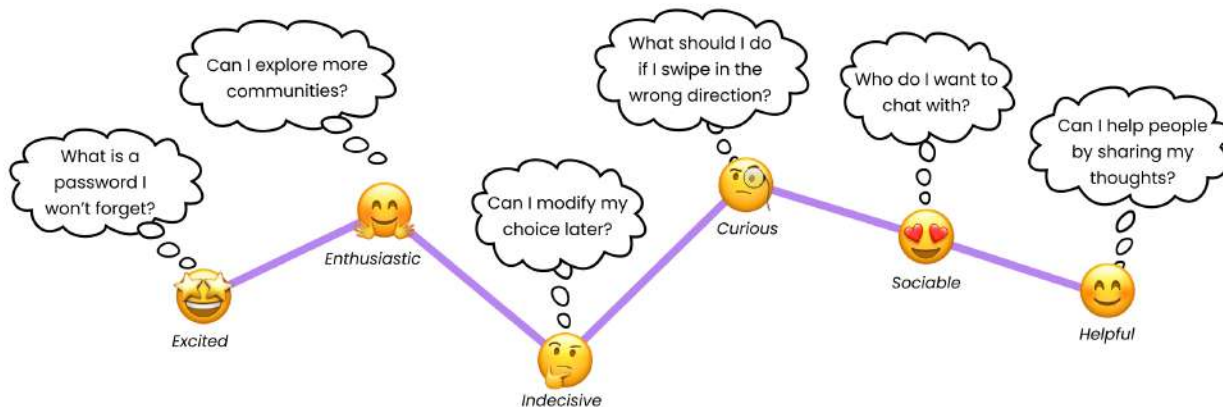 What is a
password I
won't forget?
Excited
Can I explore more
communities?
Enthusiastic
Can I modify my
choice later?
Indecisive
What should I do
if I swipe in the
wrong direction?
Curious
Who do I want to
chat with?
Sociable
Can I help people
by sharing my
thoughts?
Helpful